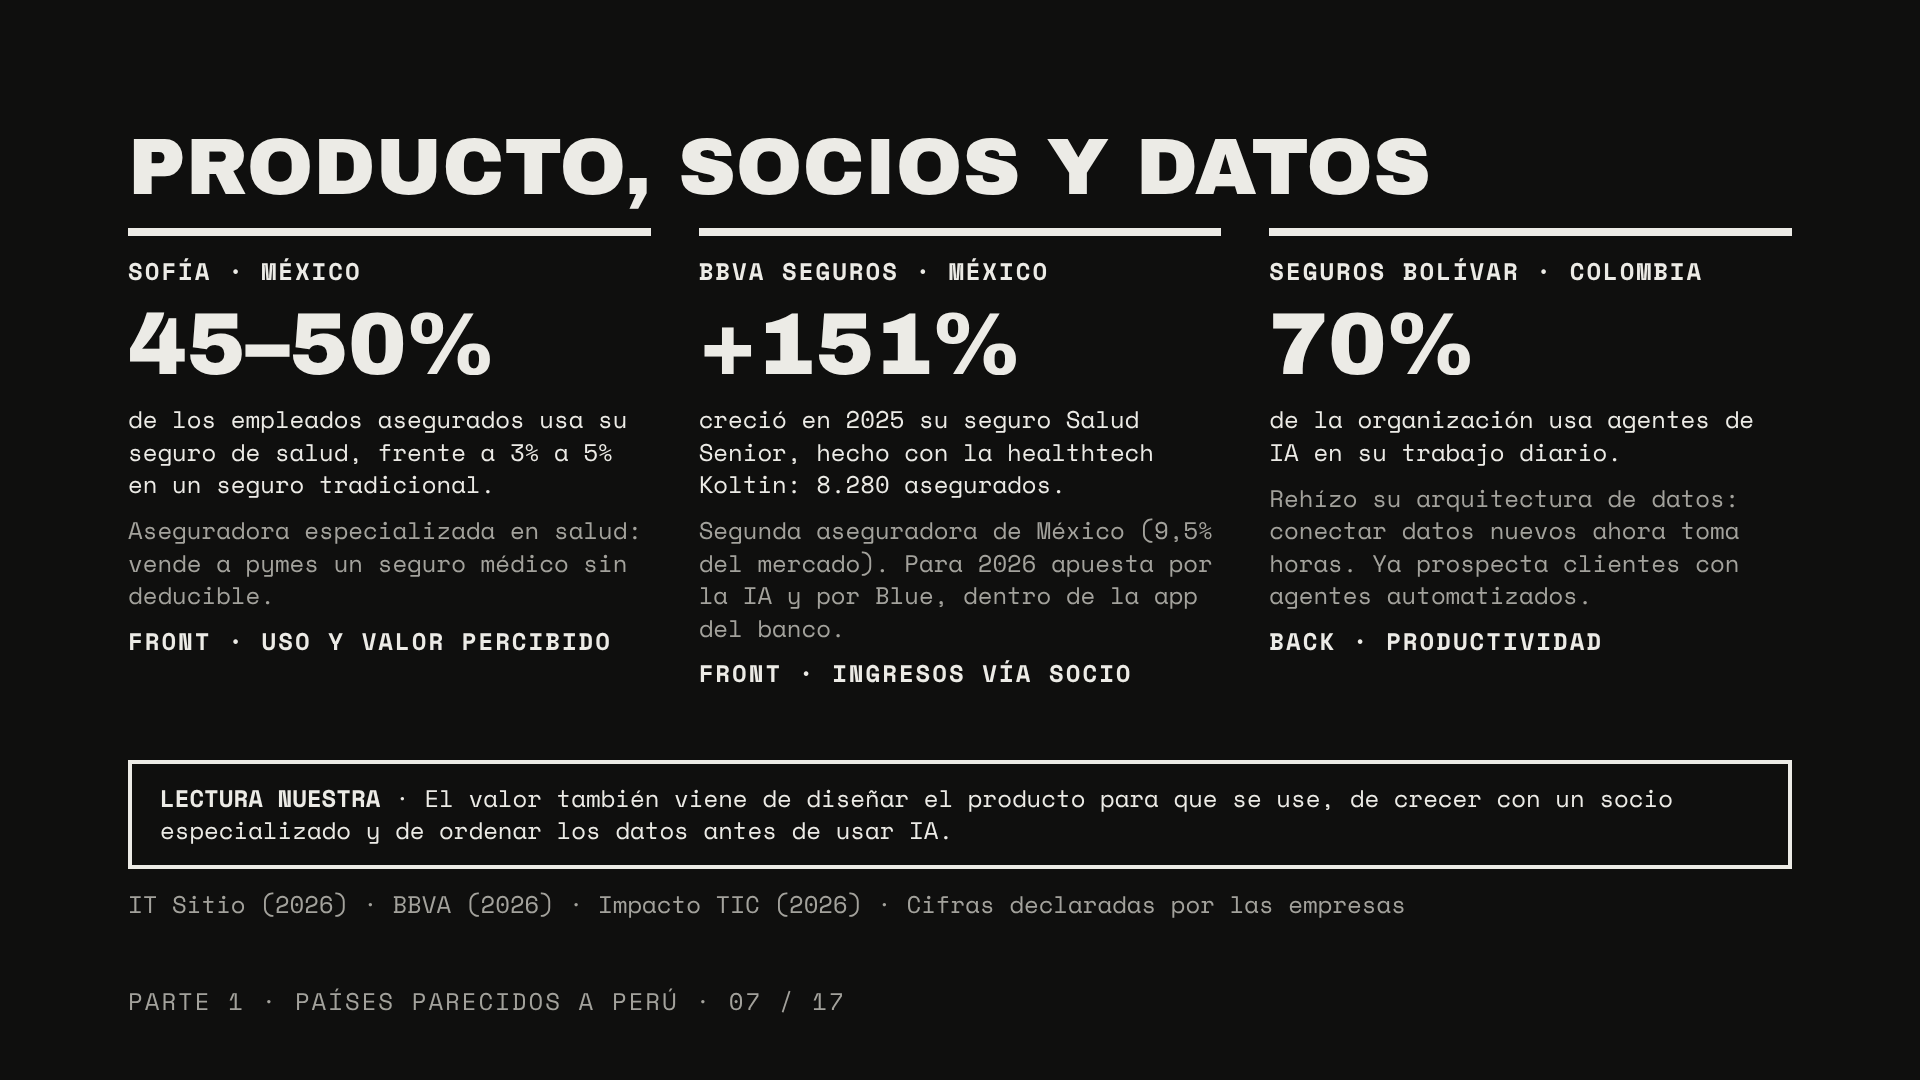 PRODUCTO, SOCIOS Y DATOS
SOFÍA · MÉXICO
45–50%
de los empleados asegurados usa su
seguro de salud, frente a 3% a 5%
en un seguro tradicional.
Aseguradora especializada en salud:
vende a pymes un seguro médico sin
deducible.
FRONT · USO Y VALOR PERCIBIDO
BBVA SEGUROS · MÉXICO
+151%
creció en 2025 su seguro Salud
Senior, hecho con la healthtech
Koltin: 8.280 asegurados.
Segunda aseguradora de México (9,5%
del mercado). Para 2026 apuesta por
la IA y por Blue, dentro de la app
del banco.
FRONT · INGRESOS VÍA SOCIO
SEGUROS BOLÍVAR · COLOMBIA
70%
de la organización usa agentes de
IA en su trabajo diario.
Rehízo su arquitectura de datos:
conectar datos nuevos ahora toma
horas. Ya prospecta clientes con
agentes automatizados.
BACK · PRODUCTIVIDAD
LECTURA NUESTRA · El valor también viene de diseñar el producto para que se use, de crecer con un socio
especializado y de ordenar los datos antes de usar IA.
IT Sitio (2026) · BBVA (2026) · Impacto TIC (2026) · Cifras declaradas por las empresas
PARTE 1 · PAÍSES PARECIDOS A PERÚ · 07 / 17